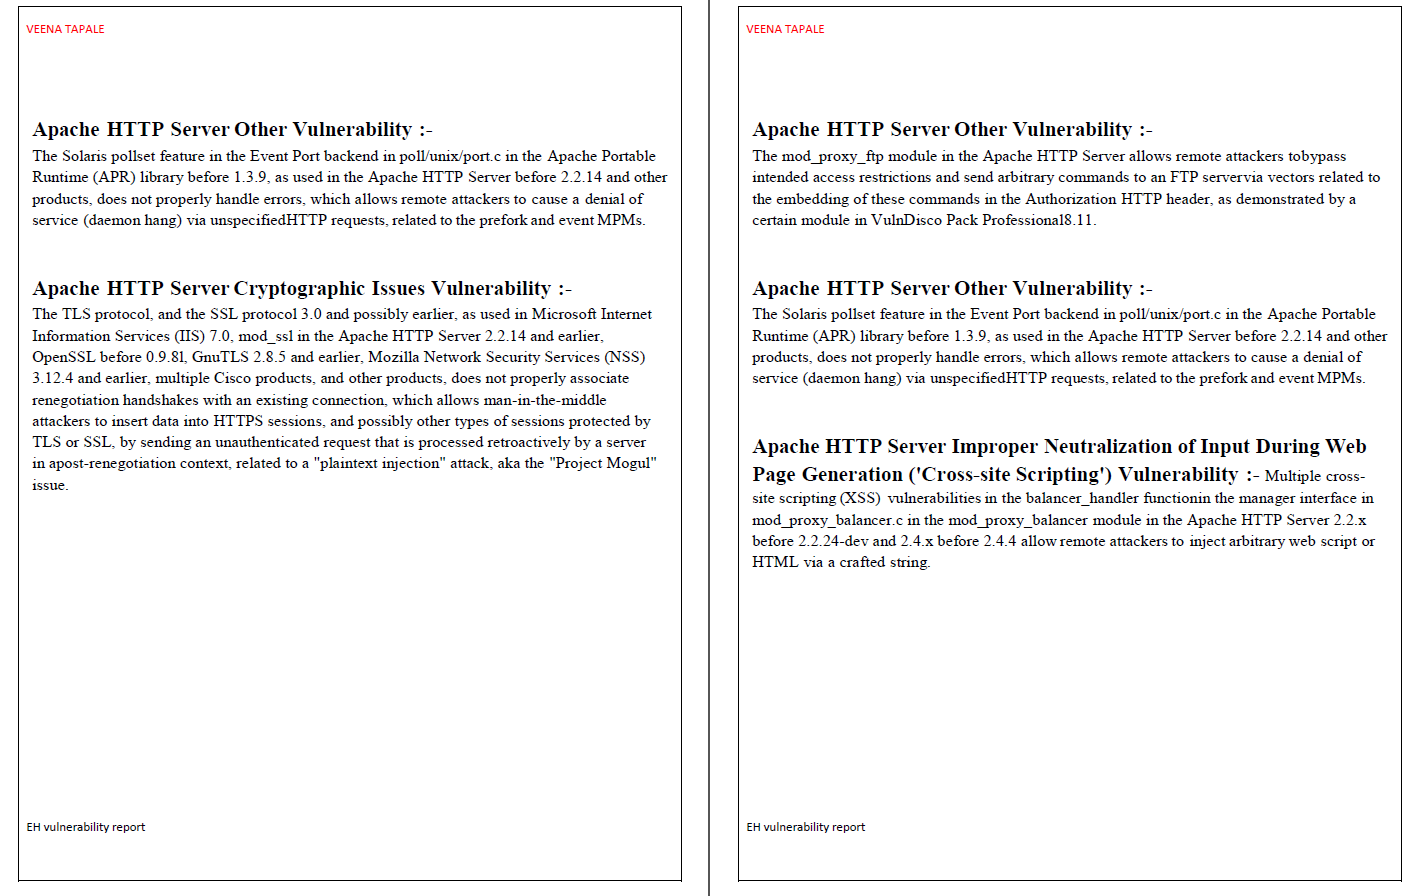 VEENA TAPALE
Apache HTTP Server Other Vulnerability :-
The Solaris pollset feature in the Event Port backend in poll/unix/port.c in the Apache Portable
Runtime (APR) library before 1.3.9, as used in the Apache HTTP Server before 2.2.14 and other
products, does not properly handle errors, which allows remote attackers to cause a denial of
service (daemon hang) via unspecifiedHTTP requests, related to the prefork and event MPMs.
Apache HTTP Server Cryptographic Issues Vulnerability :-
The TLS protocol, and the SSL protocol 3.0 and possibly earlier, as used in Microsoft Internet
Information Services (IIS) 7.0, mod_ssl in the Apache HTTP Server 2.2.14 and earlier,
OpenSSL before 0.9.8l, GnuTLS 2.8.5 and earlier, Mozilla Network Security Services (NSS)
3.12.4 and earlier, multiple Cisco products, and other products, does not properly associate
renegotiation handshakes with an existing connection, which allows man-in-the-middle
attackers to insert data into HTTPS sessions, and possibly other types of sessions protected by
TLS or SSL, by sending an unauthenticated request that is processed retroactively by a server
in apost-renegotiation context, related to a "plaintext injection" attack, aka the "Project Mogul"
issue.
EH vulnerability report
VEENA TAPALE
Apache HTTP Server Other Vulnerability :-
The mod_proxy_ftp module in the Apache HTTP Server allows remote attackers tobypass
intended access restrictions and send arbitrary commands to an FTP servervia vectors related to
the embedding of these commands in the Authorization HTTP header, as demonstrated by a
certain module in VulnDisco Pack Professional8.11.
Apache HTTP Server Other Vulnerability :-
The Solaris pollset feature in the Event Port backend in poll/unix/port.c in the Apache Portable
Runtime (APR) library before 1.3.9, as used in the Apache HTTP Server before 2.2.14 and other
products, does not properly handle errors, which allows remote attackers to cause a denial of
service (daemon hang) via unspecifiedHTTP requests, related to the prefork and event MPMs.
Apache HTTP Server Improper Neutralization of Input During Web
Page Generation ('Cross-site Scripting') Vulnerability :- Multiple cross-
site scripting (XSS) vulnerabilities in the balancer_handler functionin the manager interface in
mod_proxy_balancer.c in the mod_proxy_balancer module in the Apache HTTP Server 2.2.x
before 2.2.24-dev and 2.4.x before 2.4.4 allow remote attackers to inject arbitrary web script or
HTML via a crafted string.
EH vulnerability report